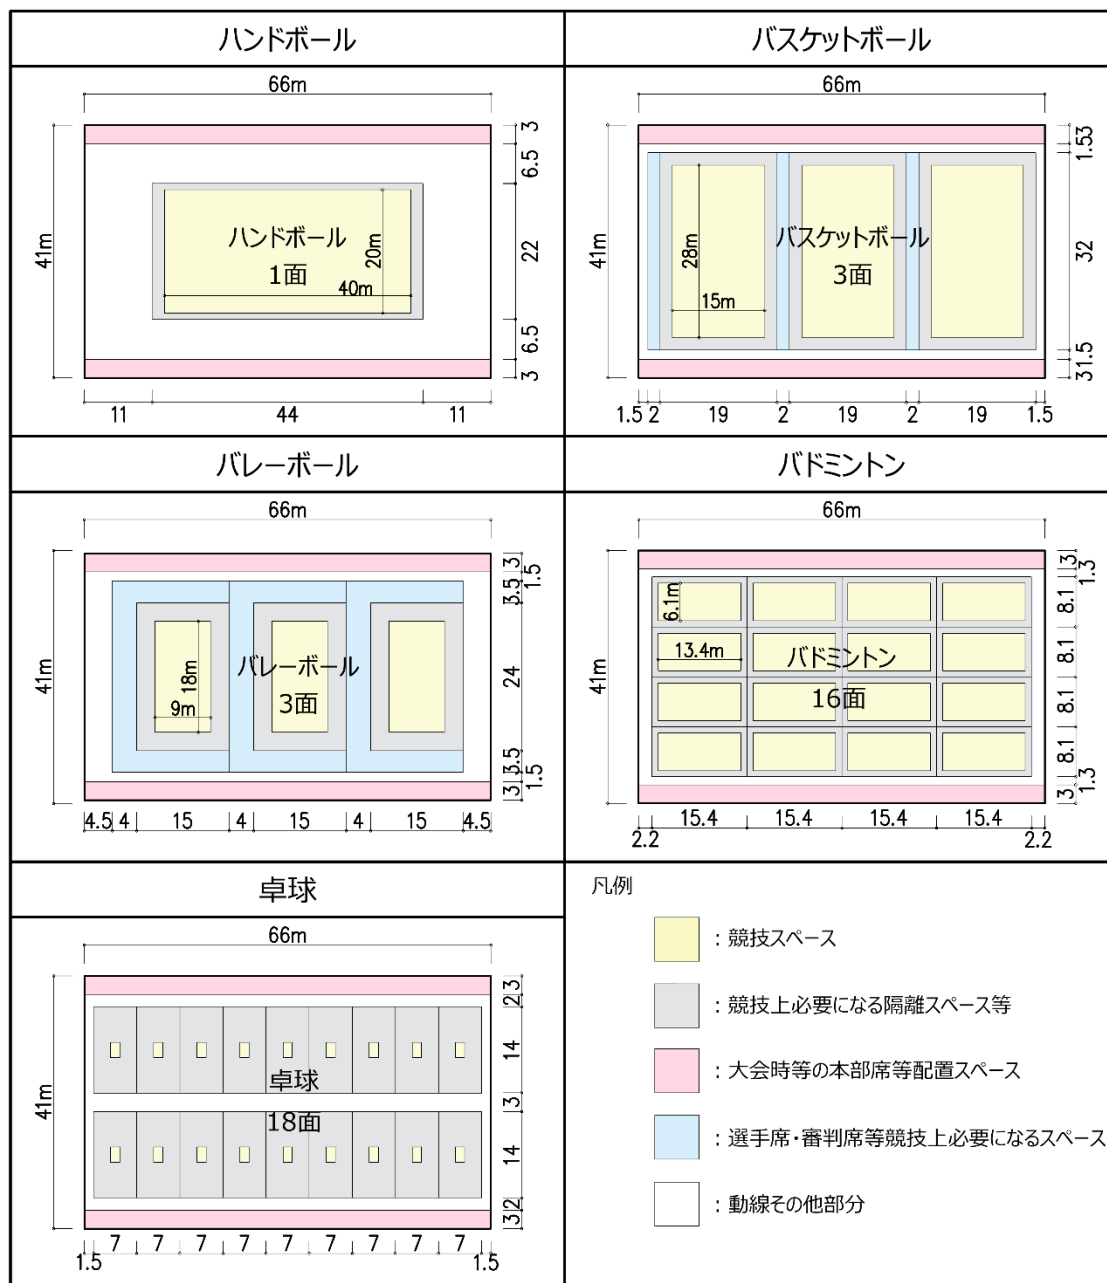 ハンドボール
66m
41m
3
6.5
22
6.5
3
ハンドボール
1面
20m
40m
11
44
11
バスケットボール
66m
41m
1.53
32
31.5
バスケットボール
3面
28m
15m
1.5 2 19 2 19 2 19 1.5
バレーボール
66m
41m
3
1.5
3.5
24
3.5
1.5
3
バレーボール
3面
18m
9m
4.5 4 15 4 15 4 15 4.5
バドミントン
66m
41m
3
1.3
8.1
8.1
8.1
8.1
1.3
3
6.1m
13.4m
バドミントン
16面
15.4 15.4 15.4 15.4
2.2 2.2
卓球
66m
41m
3
2
14
3
14
2
3
卓球
18面
7 7 7 7 7 7 7 7 7
1.5 1.5
凡例
:競技スペース
:競技上必要になる隔離スペース等
:大会時等の本部席等配置スペース
:選手席・審判席等競技上必要になるスペース
:動線その他部分